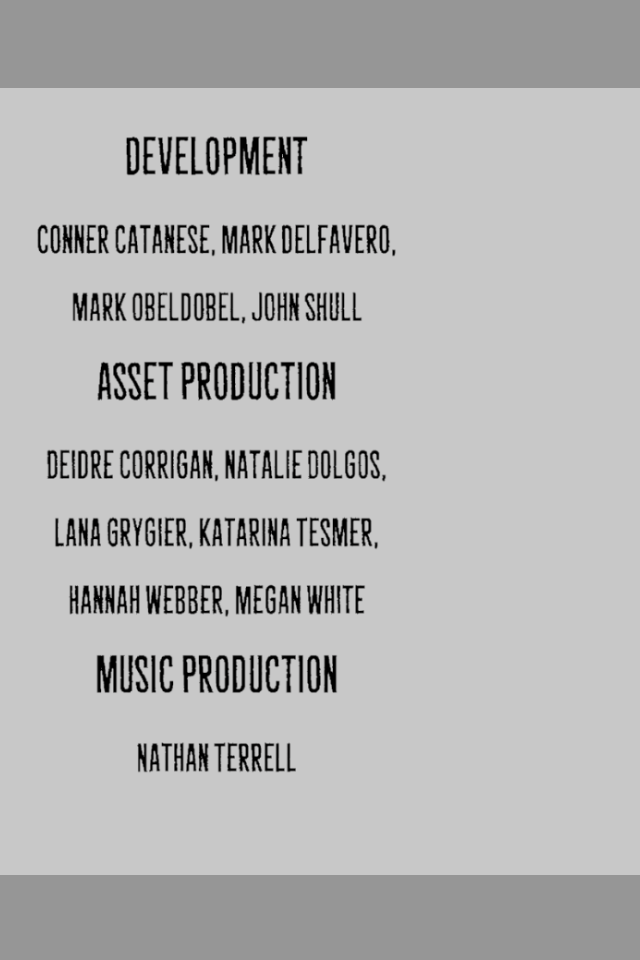 DEVELOPMENT
CONNER CATANESE, MARK DELFAVERO,
MARK OBELDOBEL, JOHN SHULL
ASSET PRODUCTION
DEIDRE CORRIGAN, NATALIE DOLGOS,
LANA GRYGIER, KATARINA TESMER,
HANNAH WEBBER, MEGAN WHITE
MUSIC PRODUCTION
NATHAN TERRELL